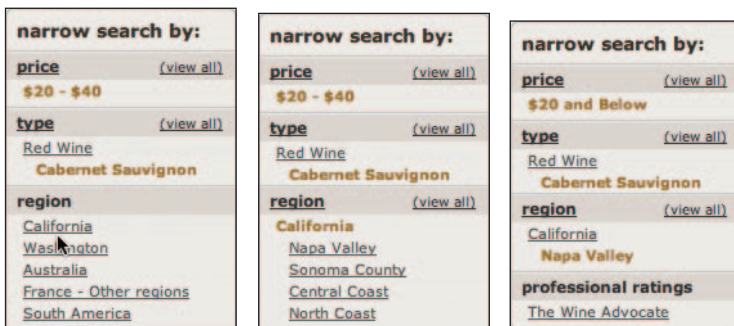 narrow search by:
price (view all)
$20 - $40
type (view all)
Red Wine
Cabernet Sauvignon
region
California
Washington
Australia
France - Other regions
South America
narrow search by:
price (view all)
$20 - $40
type (view all)
Red Wine
Cabernet Sauvignon
region (view all)
California
Napa Valley
Sonoma County
Central Coast
North Coast
narrow search by:
price (view all)
$20 and Below
type (view all)
Red Wine
Cabernet Sauvignon
region (view all)
California
Napa Valley
professional ratings
The Wine Advocate